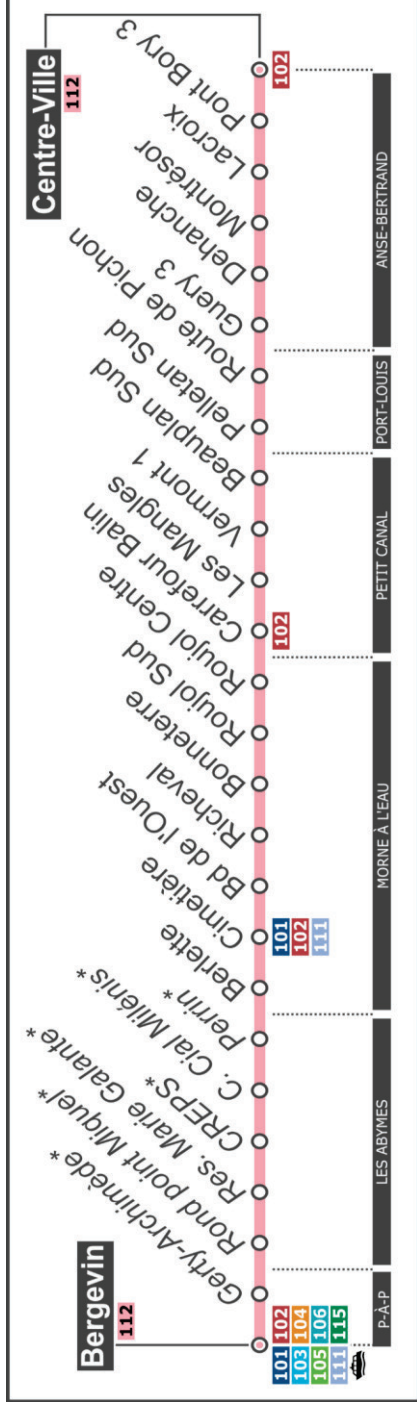 Bergevin
112
Centre-Ville
112
Gerty-Archimède*
Rond point Miquel*
Res. Marie Galante*
CREPS*
C. Cial Milénis*
Perrin*
Berlette
Cimetière
Bd de l'Ouest
Richeval
Bonneterre
Roujol Sud
Roujol Centre
Carrefour Balin
Les Mangles
Vermont 1
Beauplan Sud
Pelletan Sud
Route de Pichon
Guery 3
Dehanche
Montrésor
Lacroix
Pont Bory 3
101 102
103 104
105 106
111 115
101
102
111
102
102
P-À-P
LES ABYMES
MORNE À L'EAU
PETIT CANAL
PORT-LOUIS
ANSE-BERTRAND